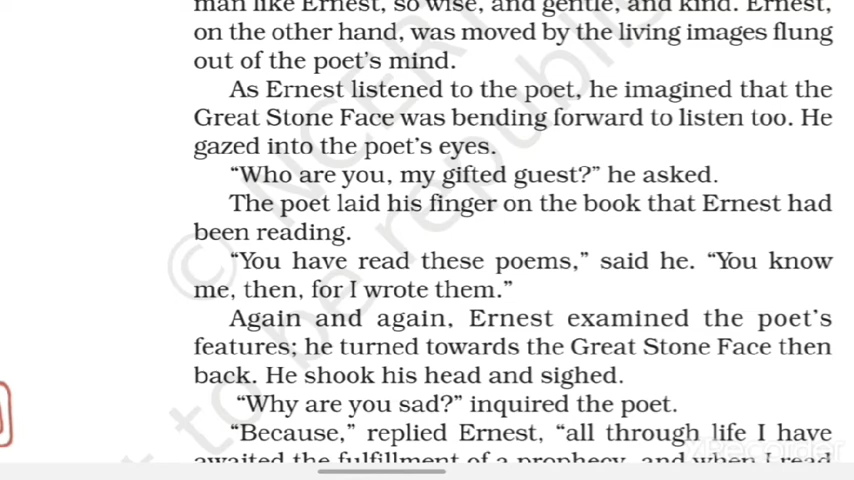 man like Ernest, so wise, and gentle, and kind. Ernest,
on the other hand, was moved by the living images flung
out of the poet's mind.
As Ernest listened to the poet, he imagined that the
Great Stone Face was bending forward to listen too. He
gazed into the poet's eyes.
“Who are you, my gifted guest?” he asked.
The poet laid his finger on the book that Ernest had
been reading.
“You have read these poems,” said he. “You know
me, then, for I wrote them.”
Again and again, Ernest examined the poet's
features; he turned towards the Great Stone Face then
back. He shook his head and sighed.
“Why are you sad?” inquired the poet.
“Because,” replied Ernest, “all through life I have
awaited the fulfillment of a prophecy, and when I read
© NCERT
not to be republished
XRecorder